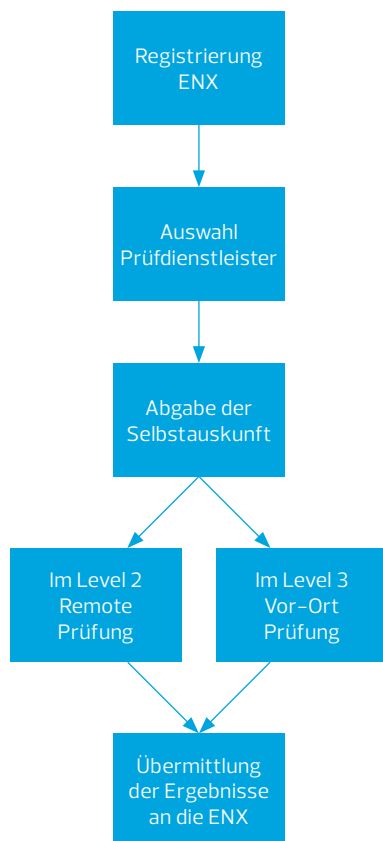 Registrierung
ENX
Auswahl
Prüfdienstleister
Abgabe der
Selbstauskunft
Im Level 2
Remote
Prüfung
Im Level 3
Vor-Ort
Prüfung
Übermittlung
der Ergebnisse
an die ENX